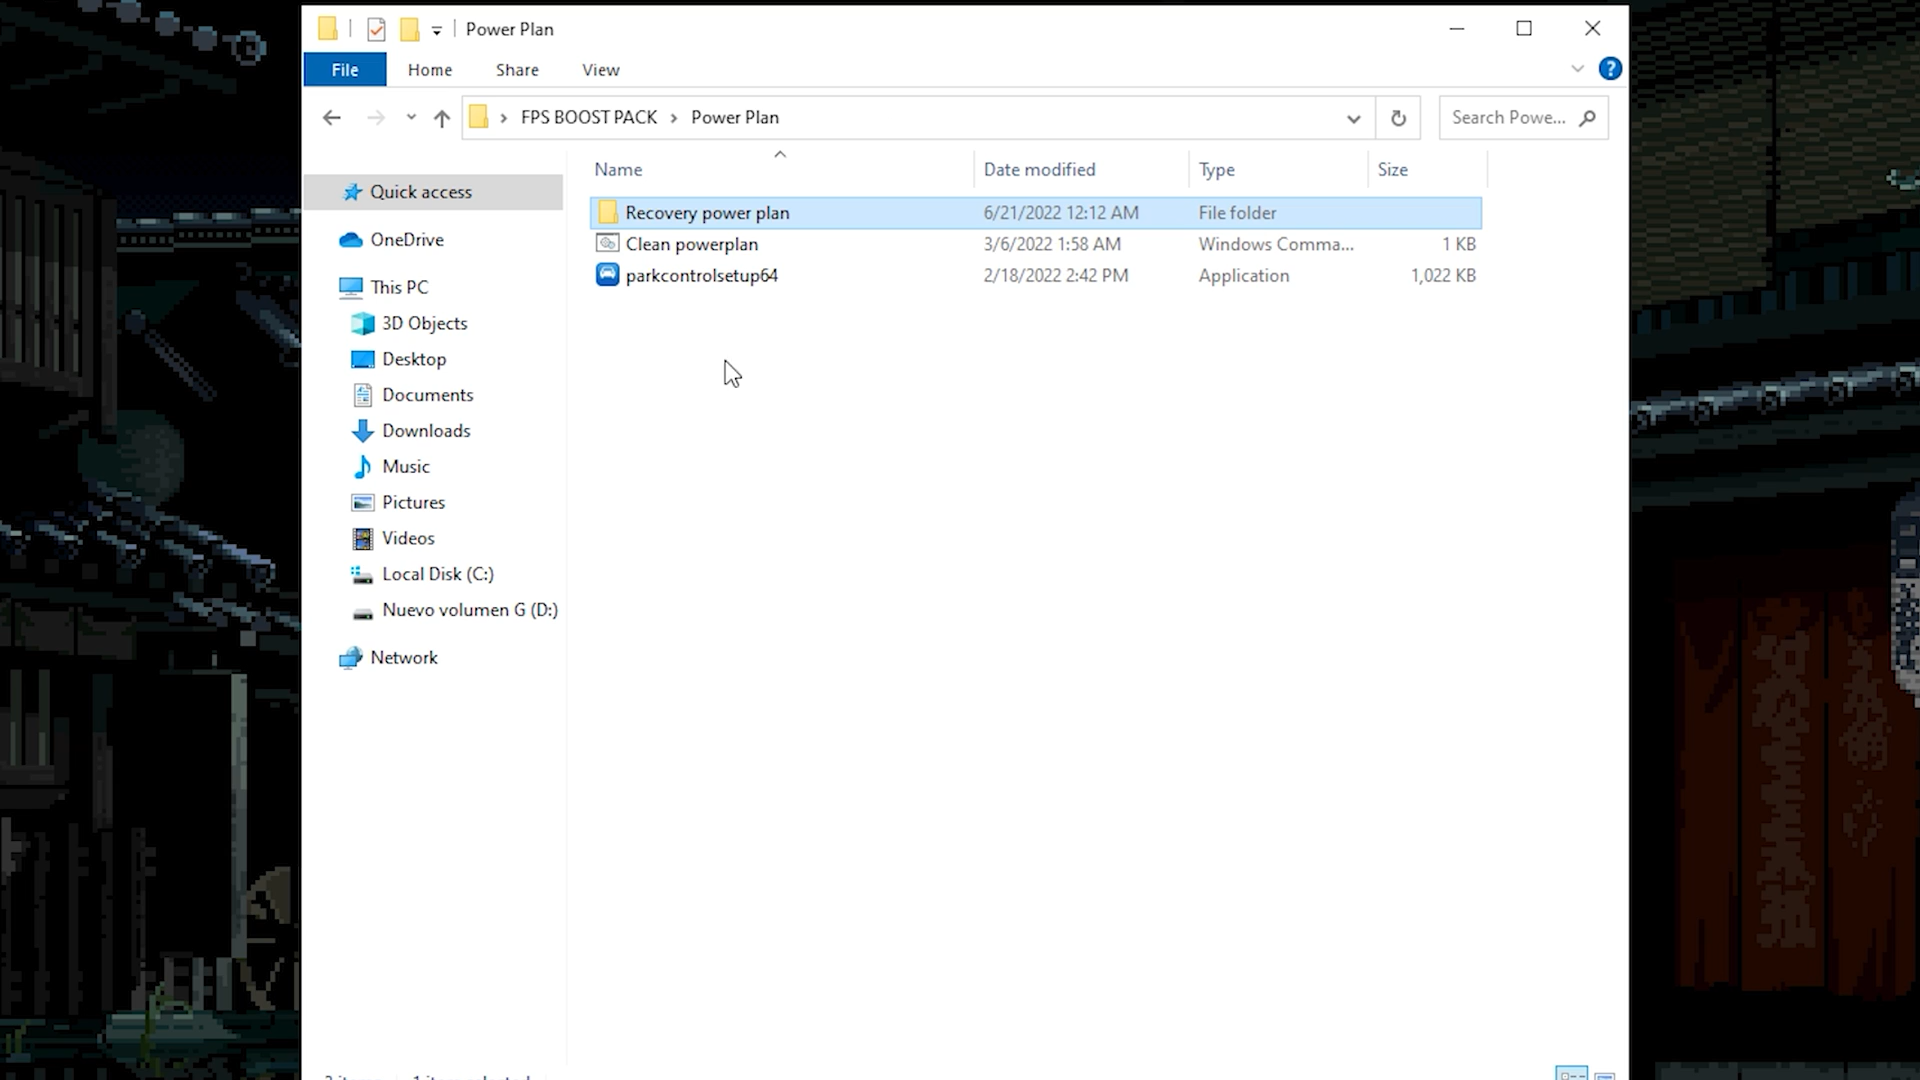 Power Plan
File Home Share View
FPS BOOST PACK Power Plan Search Powe...
Name Date modified Type Size
Quick access
Recovery power plan 6/21/2022 12:12 AM File folder
Clean powerplan 3/6/2022 1:58 AM Windows Comma... 1 KB
parkcontrolsetup64 2/18/2022 2:42 PM Application 1,022 KB
OneDrive
This PC
3D Objects
Desktop
Documents
Downloads
Music
Pictures
Videos
Local Disk (C:)
Nuevo volumen G (D:)
Network